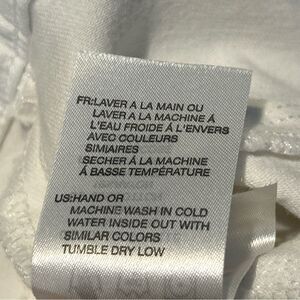 FR:LAVER A LA MAIN OU
LAVER A LA MACHINE À
L'EAU FROIDE À L'ENVERS
AVEC COULEURS
SIMIAIRES
SECHER À LA MACHINE
À BASSE TEMPÉRATURE
US:HAND OR
MACHINE WASH IN COLD
WATER INSIDE OUT WITH
SIMILAR COLORS
TUMBLE DRY LOW